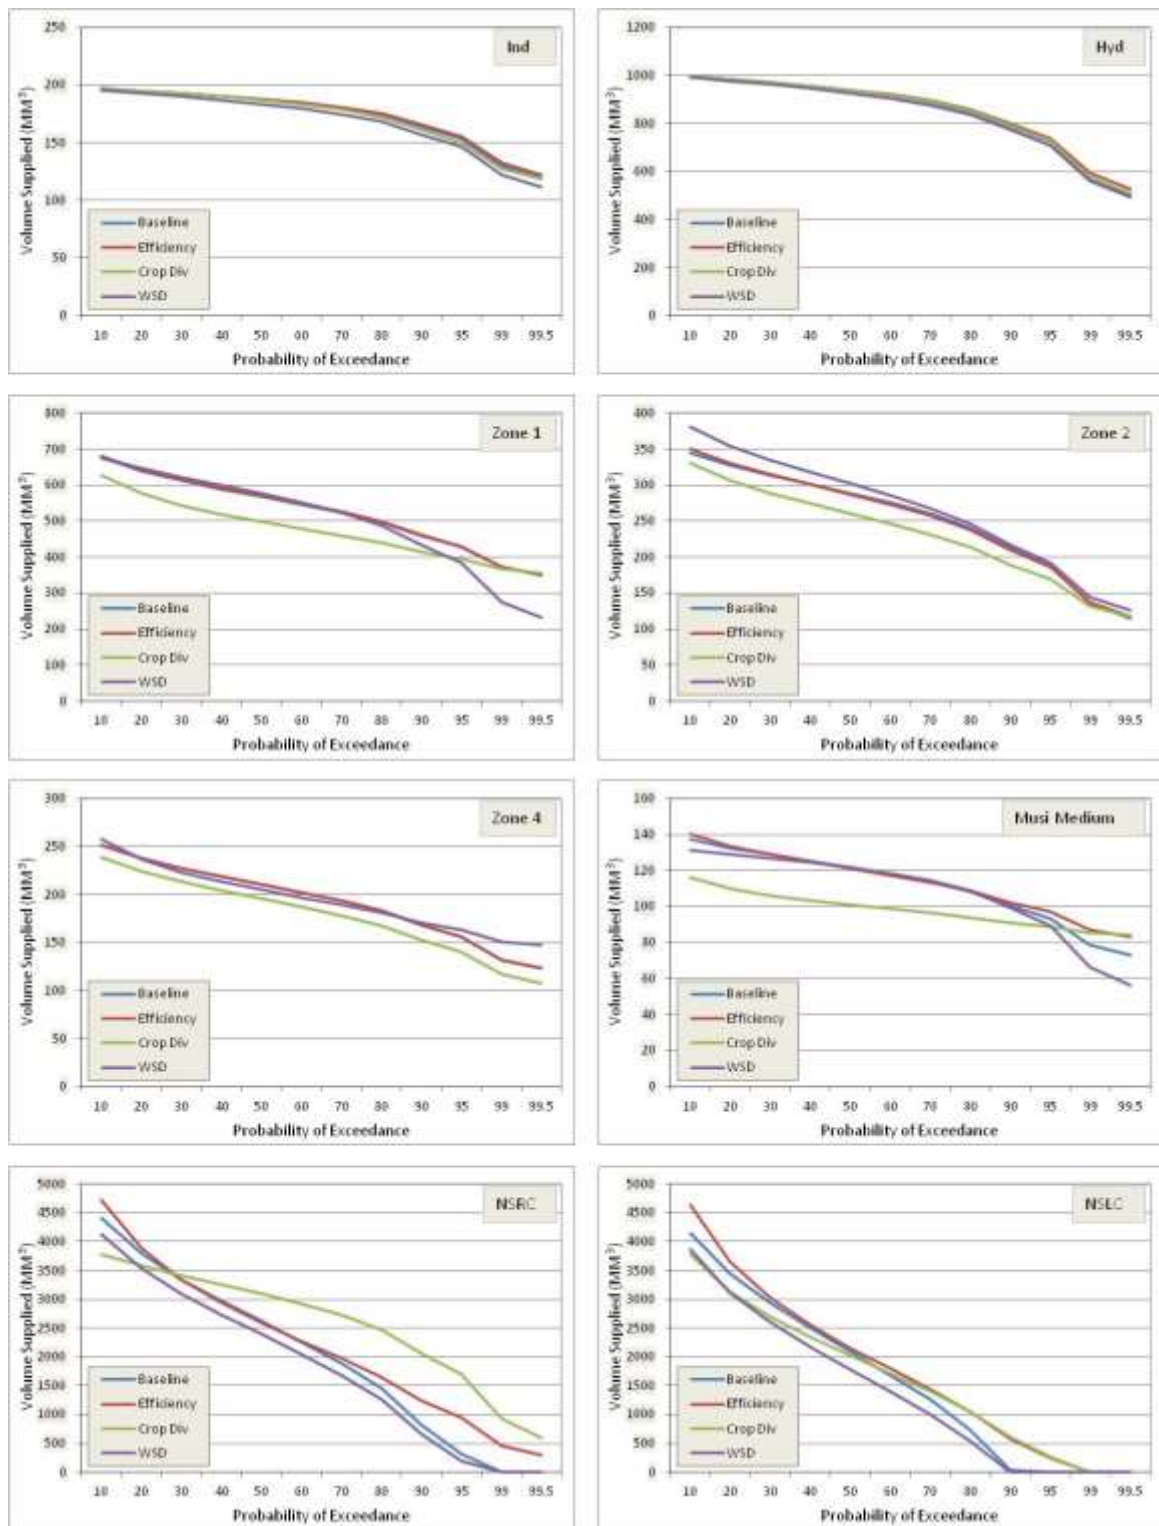 Ind
Volume Supplied (MM³)
250
200
150
100
50
0
Baseline
Efficiency
Crop Div
WSD
10 20 30 40 50 60 70 80 90 95 99 99.5
Probability of Exceedance
Hyd
Volume Supplied (MM³)
1200
1000
800
600
400
200
0
Baseline
Efficiency
Crop Div
WSD
10 20 30 40 50 60 70 80 90 95 99 99.5
Probability of Exceedance
Zone 1
Volume Supplied (MM³)
800
700
600
500
400
300
200
100
0
Baseline
Efficiency
Crop Div
WSD
10 20 30 40 50 60 70 80 90 95 99 99.5
Probability of Exceedance
Zone 2
Volume Supplied (MM³)
400
350
300
250
200
150
100
50
0
Baseline
Efficiency
Crop Div
WSD
10 20 30 40 50 60 70 80 90 95 99 99.5
Probability of Exceedance
Zone 4
Volume Supplied (MM³)
300
250
200
150
100
50
0
Baseline
Efficiency
Crop Div
WSD
10 20 30 40 50 60 70 80 90 95 99 99.5
Probability of Exceedance
Musi Medium
Volume Supplied (MM³)
160
140
120
100
80
60
40
20
0
Baseline
Efficiency
Crop Div
WSD
10 20 30 40 50 60 70 80 90 95 99 99.5
Probability of Exceedance
NSRC
Volume Supplied (MM³)
5000
4500
4000
3500
3000
2500
2000
1500
1000
500
0
Baseline
Efficiency
Crop Div
WSD
10 20 30 40 50 60 70 80 90 95 99 99.5
Probability of Exceedance
NSLC
Volume Supplied (MM³)
5000
4500
4000
3500
3000
2500
2000
1500
1000
500
0
Baseline
Efficiency
Crop Div
WSD
10 20 30 40 50 60 70 80 90 95 99 99.5
Probability of Exceedance